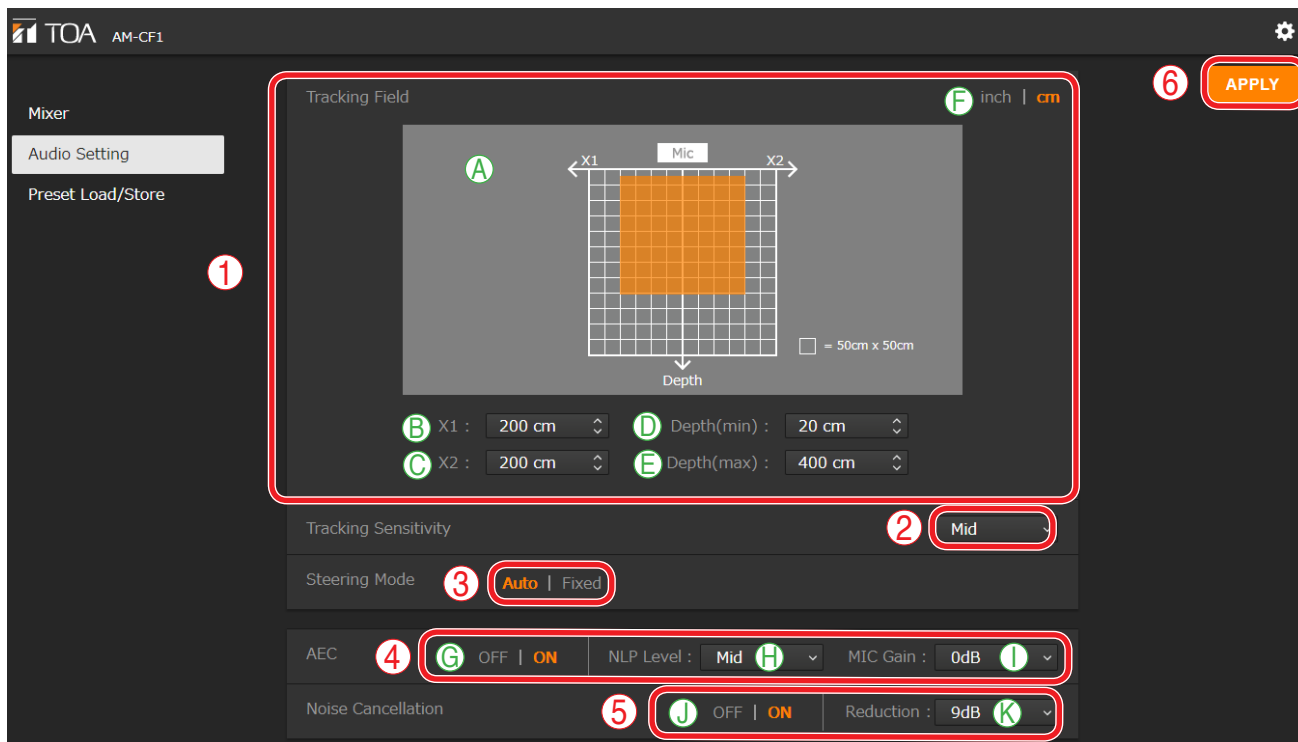 TOA AM-CF1
6 APPLY
Mixer
Audio Setting
Preset Load/Store
1
Tracking Field F inch | cm
A X1 Mic X2
= 50cm x 50cm
Depth
B X1 : 200 cm D Depth(min) : 20 cm
C X2 : 200 cm E Depth(max) : 400 cm
Tracking Sensitivity 2 Mid
Steering Mode 3 Auto | Fixed
AEC 4 G OFF | ON NLP Level : Mid H MIC Gain : 0dB I
Noise Cancellation 5 J OFF | ON Reduction : 9dB K